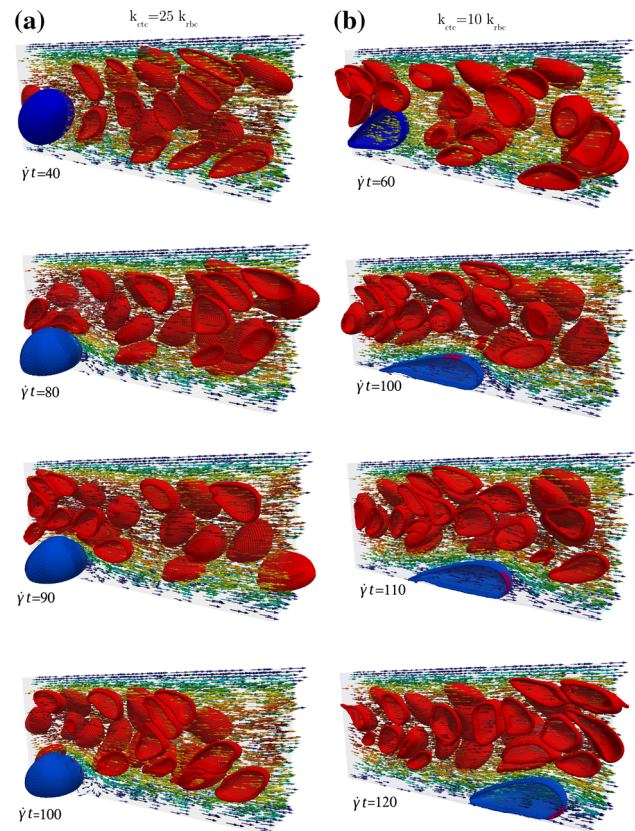 (a) k_ctc=25 k_rbc
γ̇ t=40
γ̇ t=80
γ̇ t=90
γ̇ t=100
(b) k_ctc=10 k_rbc
γ̇ t=60
γ̇ t=100
γ̇ t=110
γ̇ t=120